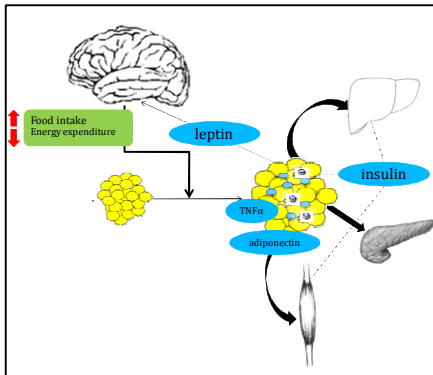 Food intake
Energy expenditure
leptin
insulin
TNFα
adiponectin